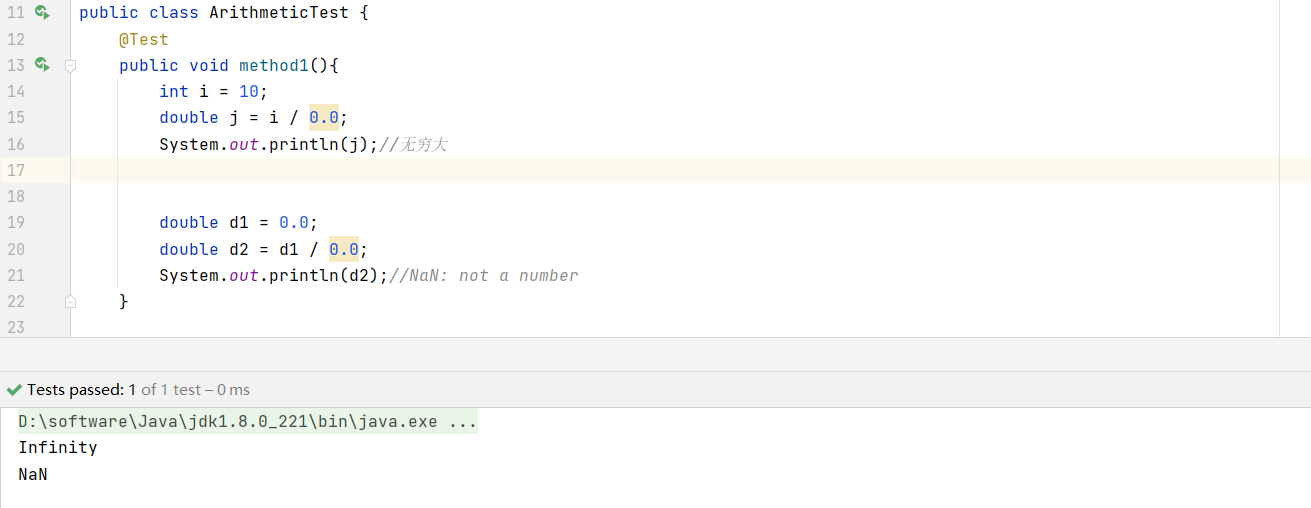 11 public class ArithmeticTest {
12 @Test
13 public void method1(){
14 int i = 10;
15 double j = i / 0.0;
16 System.out.println(j);//无穷大
17
18
19 double d1 = 0.0;
20 double d2 = d1 / 0.0;
21 System.out.println(d2);//NaN: not a number
22 }
23
Tests passed: 1 of 1 test – 0 ms
D:\software\Java\jdk1.8.0_221\bin\java.exe ...
Infinity
NaN